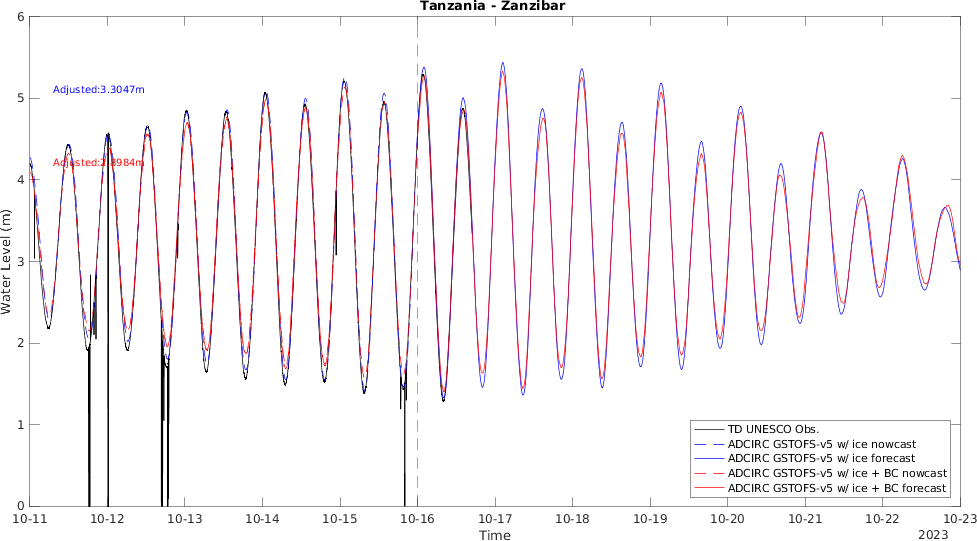 Tanzania - Zanzibar
6
5
4
3
2
1
0
Water Level (m)
Adjusted:3.3047m
Adjusted:2.8984m
TD UNESCO Obs.
ADCIRC GSTOFS-v5 w/ ice nowcast
ADCIRC GSTOFS-v5 w/ ice forecast
ADCIRC GSTOFS-v5 w/ ice + BC nowcast
ADCIRC GSTOFS-v5 w/ ice + BC forecast
10-11 10-12 10-13 10-14 10-15 10-16 10-17 10-18 10-19 10-20 10-21 10-22 10-23
Time
2023